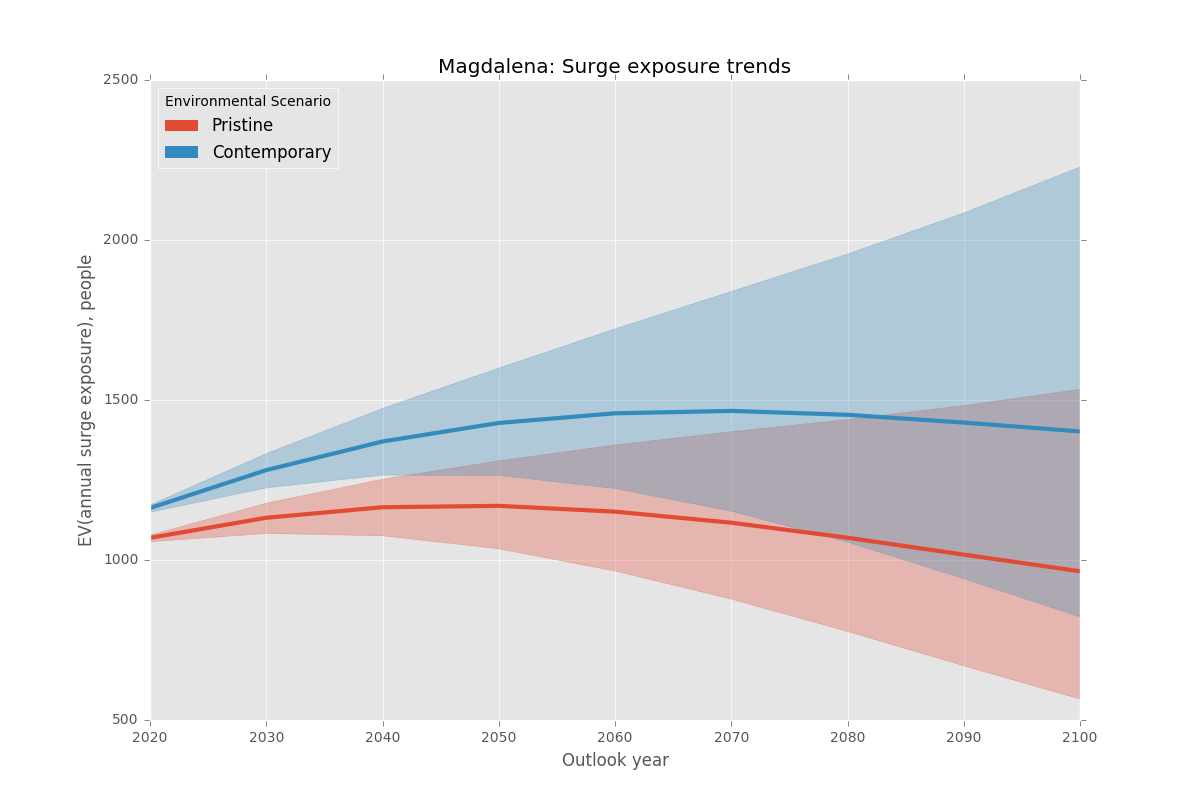 Magdalena: Surge exposure trends
Environmental Scenario
Pristine
Contemporary
EV(annual surge exposure), people
2500
2000
1500
1000
500
2020 2030 2040 2050 2060 2070 2080 2090 2100
Outlook year